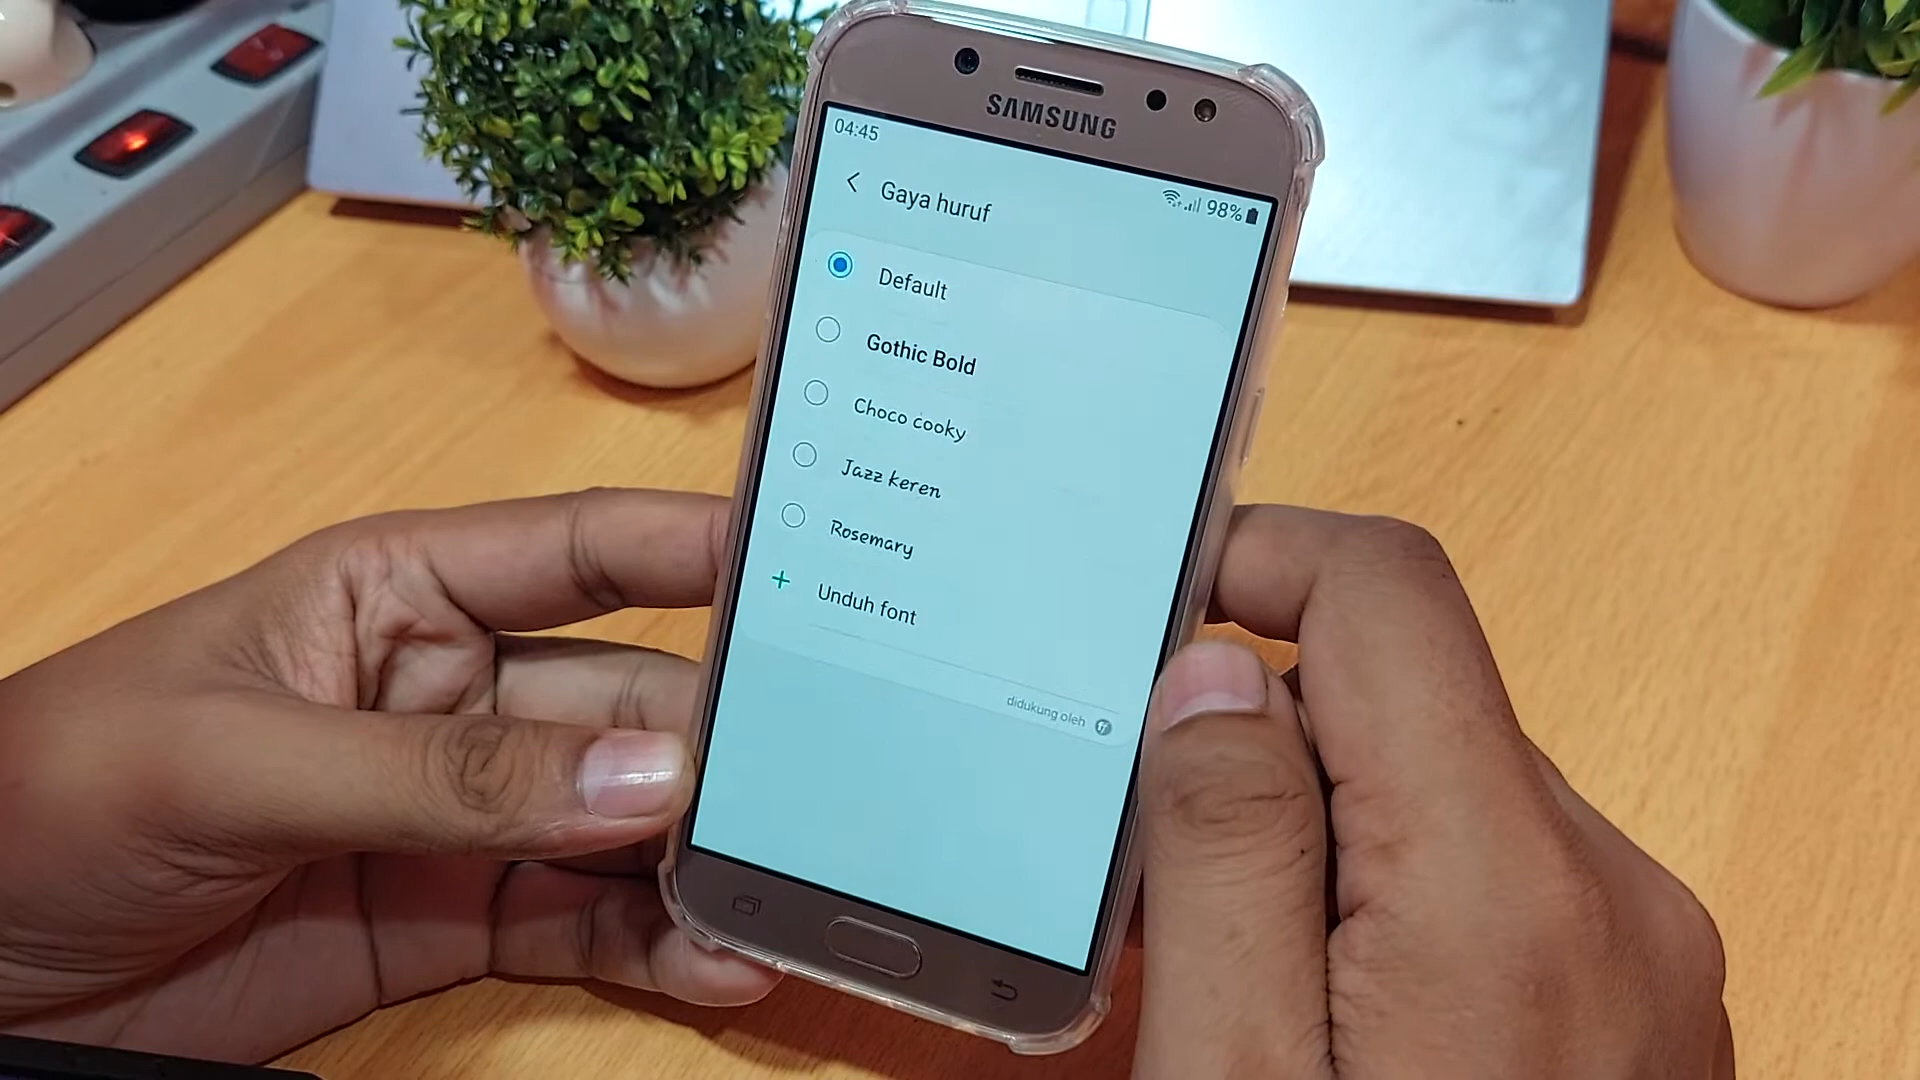 SAMSUNG
04:45
98%
Gaya huruf
Default
Gothic Bold
Choco cooky
Jazz keren
Rosemary
Unduh font
didukung oleh